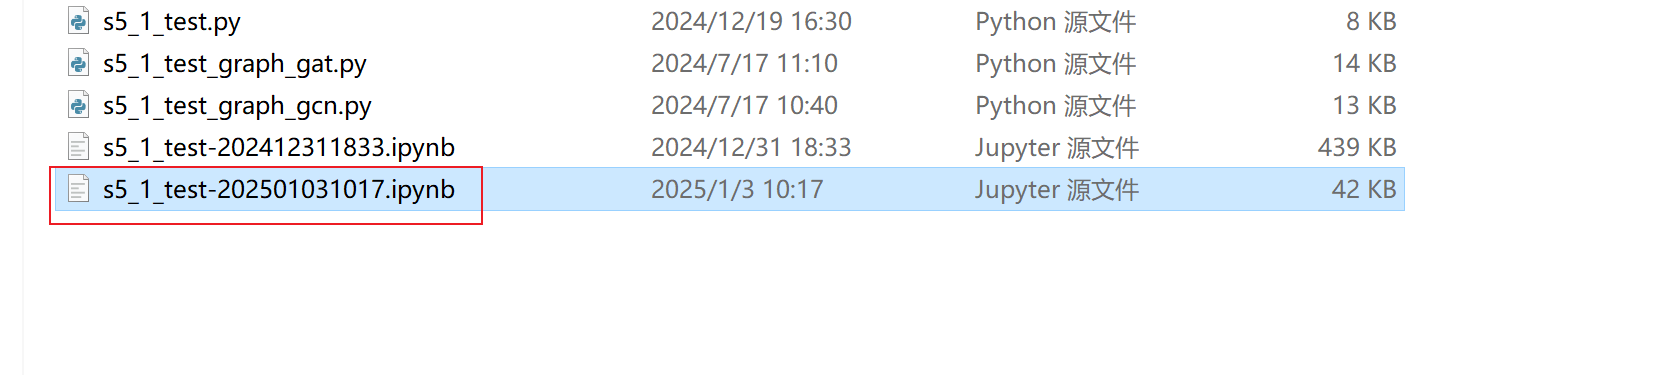 s5_1_test.py 2024/12/19 16:30 Python 源文件 8 KB
s5_1_test_graph_gat.py 2024/7/17 11:10 Python 源文件 14 KB
s5_1_test_graph_gcn.py 2024/7/17 10:40 Python 源文件 13 KB
s5_1_test-202412311833.ipynb 2024/12/31 18:33 Jupyter 源文件 439 KB
s5_1_test-202501031017.ipynb 2025/1/3 10:17 Jupyter 源文件 42 KB